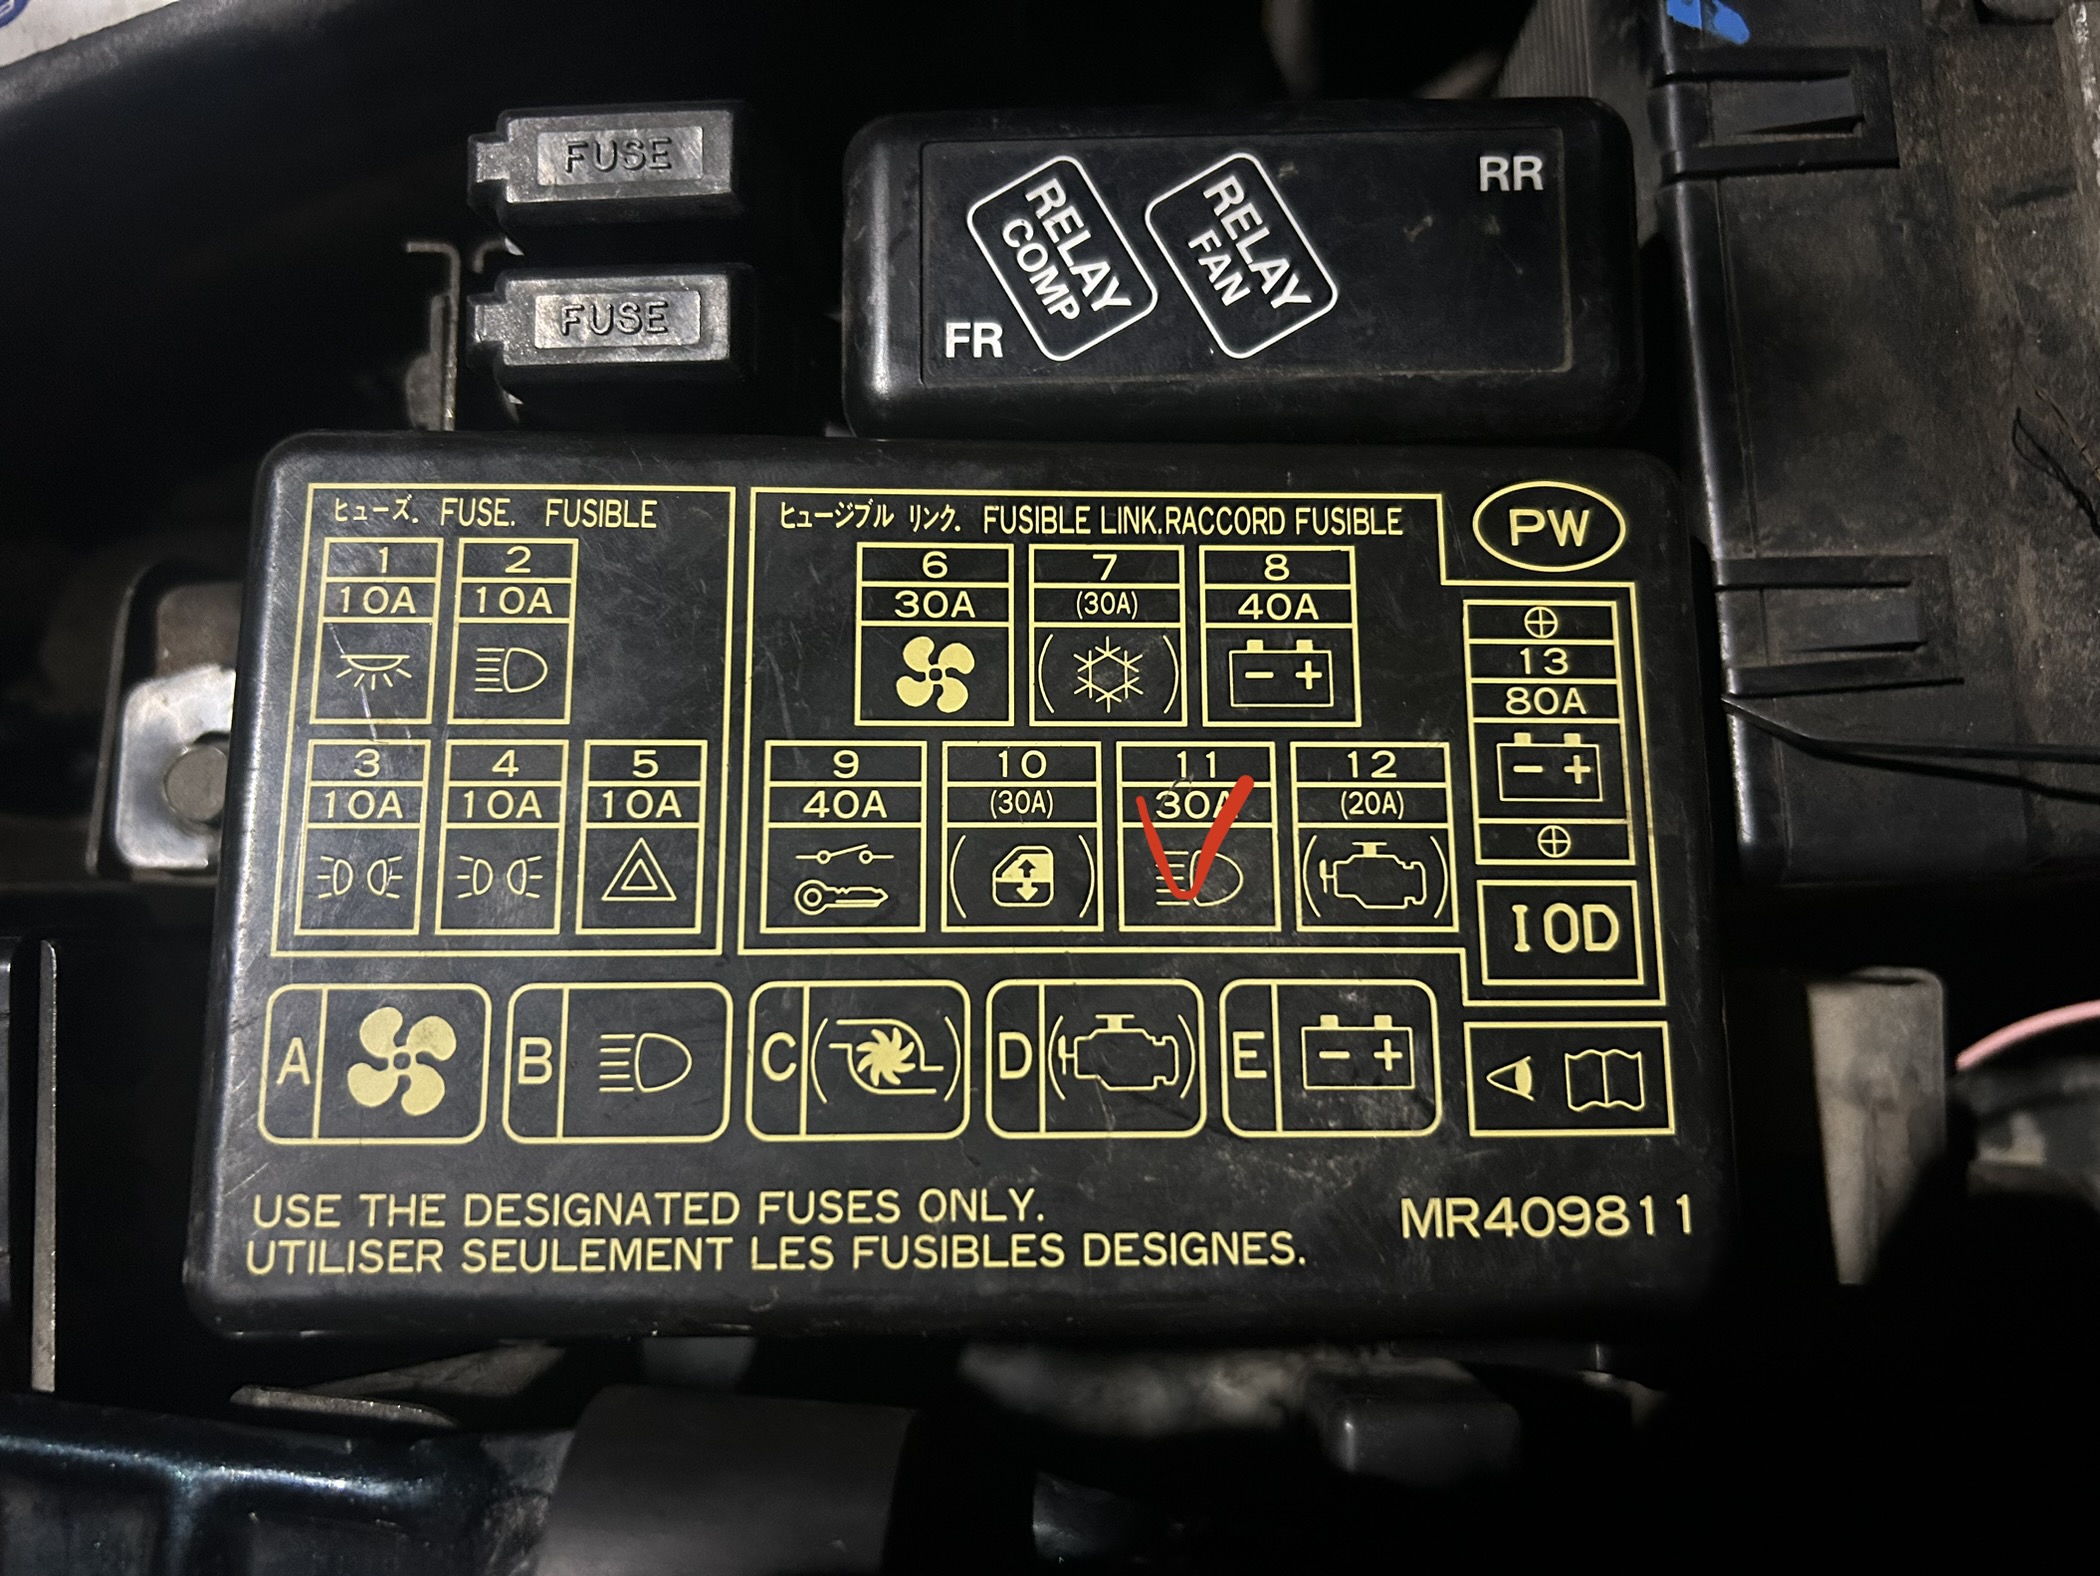 FUSE
FUSE
RELAY COMP
RELAY FAN
RR
FR
ヒューズ. FUSE. FUSIBLE
1 2
10A 10A
3 4 5
10A 10A 10A
ヒュージブル リンク. FUSIBLE LINK.RACCORD FUSIBLE
6 7 8
30A (30A) 40A
9 10 11 12
40A (30A) 30A (20A)
PW
13
80A
IOD
A B C D E
USE THE DESIGNATED FUSES ONLY.
UTILISER SEULEMENT LES FUSIBLES DESIGNES.
MR409811